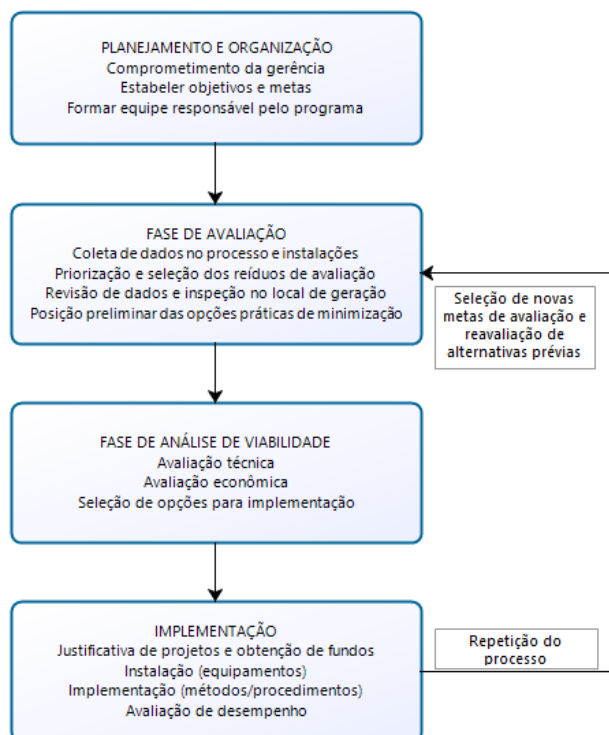 PLANEJAMENTO E ORGANIZAÇÃO
Comprometimento da gerência
Estabeler objetivos e metas
Formar equipe responsável pelo programa
FASE DE AVALIAÇÃO
Coleta de dados no processo e instalações
Priorização e seleção dos reíduos de avaliação
Revisão de dados e inspeção no local de geração
Posição preliminar das opções práticas de minimização
Seleção de novas
metas de avaliação e
reavaliação de
alternativas prévias
FASE DE ANÁLISE DE VIABILIDADE
Avaliação técnica
Avaliação econômica
Seleção de opções para implementação
IMPLEMENTAÇÃO
Justificativa de projetos e obtenção de fundos
Instalação (equipamentos)
Implementação (métodos/procedimentos)
Avaliação de desempenho
Repetição do
processo